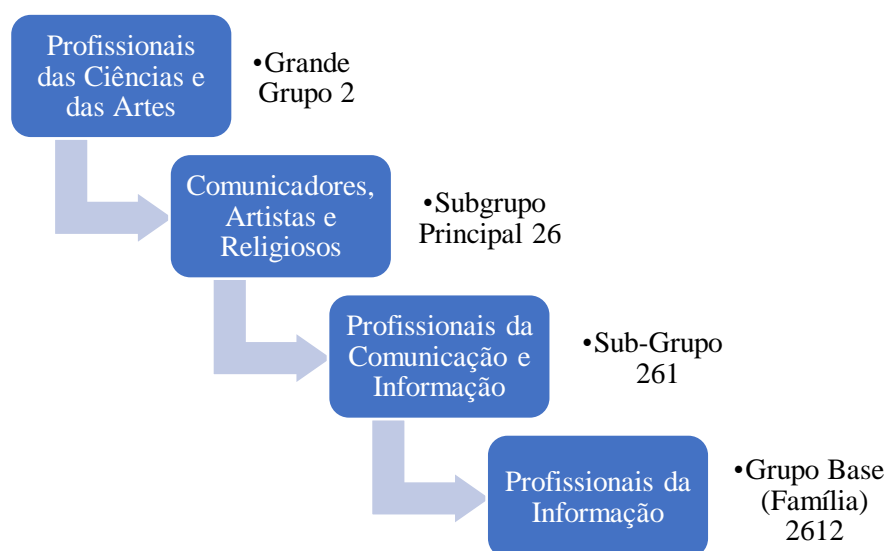 Profissionais
das Ciências e
das Artes
•Grande
Grupo 2
Comunicadores,
Artistas e
Religiosos
•Subgrupo
Principal 26
Profissionais da
Comunicação e
Informação
•Sub-Grupo
261
Profissionais da
Informação
•Grupo Base
(Família)
2612